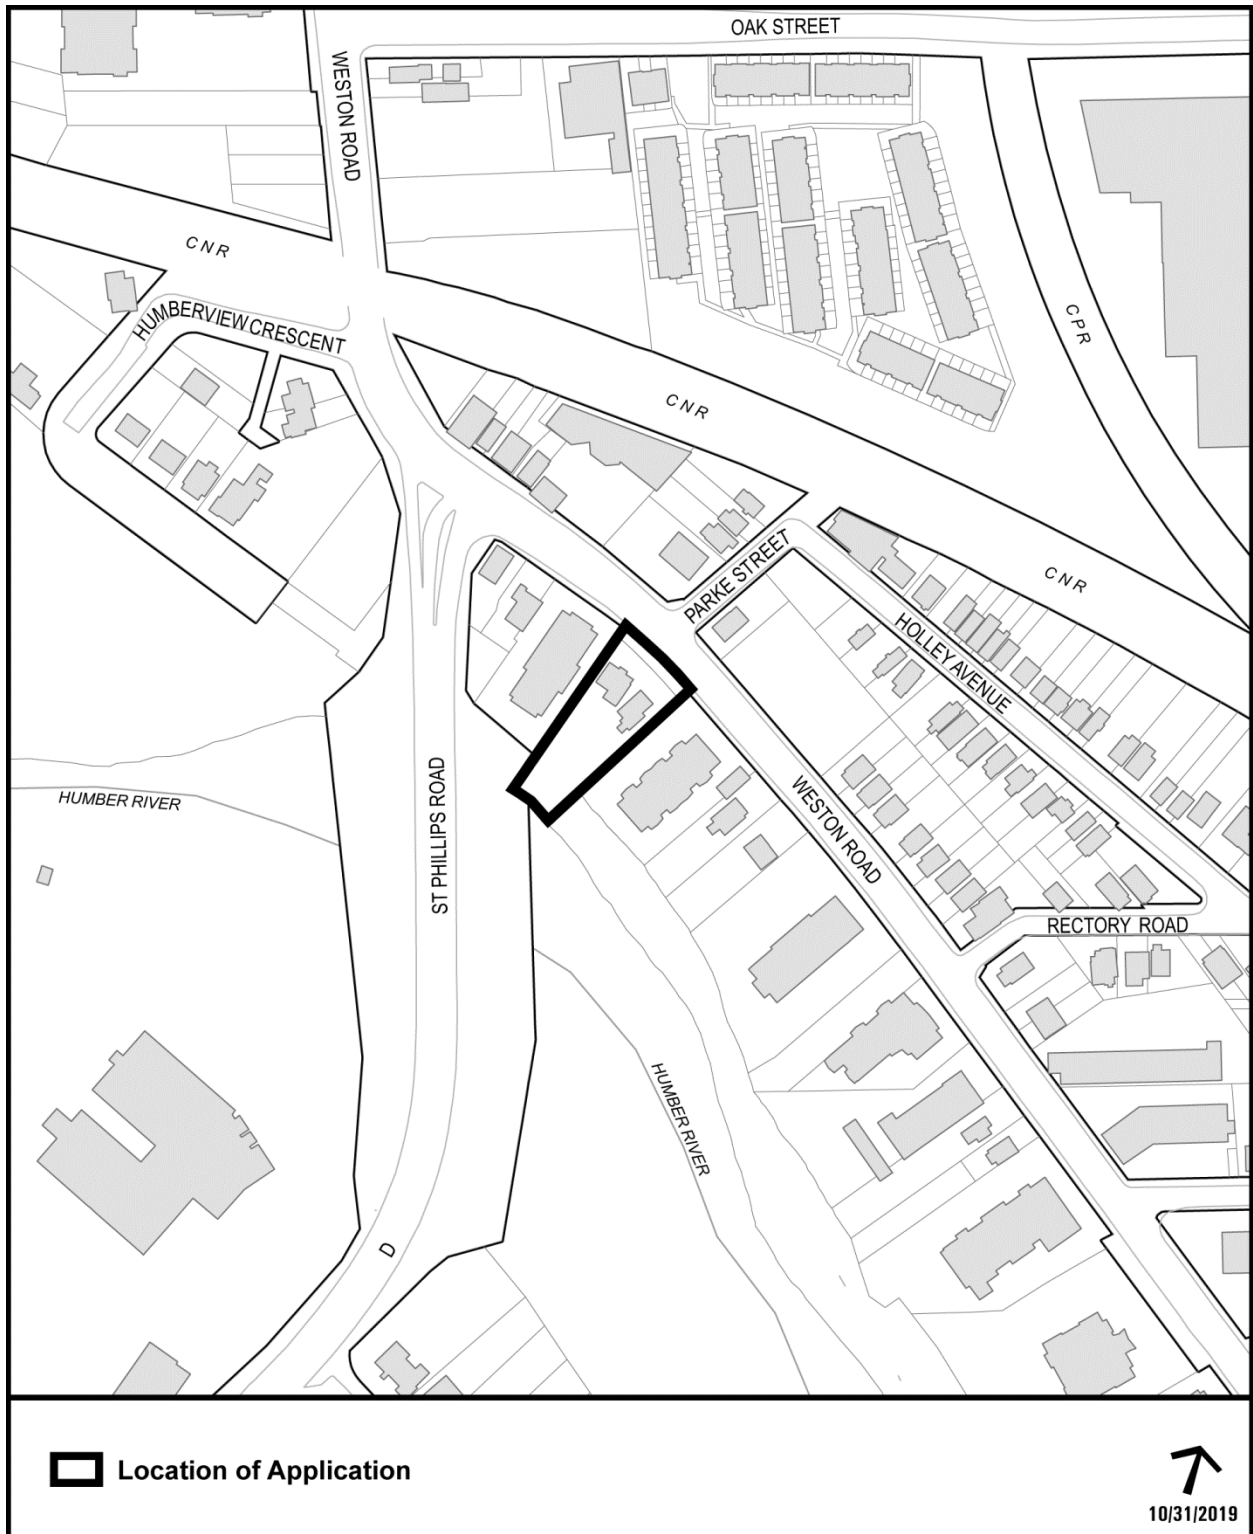 OAK STREET
WESTON ROAD
CNR
HUMBERVIEW CRESCENT
CPR
CNR
PARKE STREET
CNR
HOLLEY AVENUE
HUMBER RIVER
ST PHILLIPS ROAD
WESTON ROAD
RECTORY ROAD
HUMBER RIVER
D
Location of Application
10/31/2019